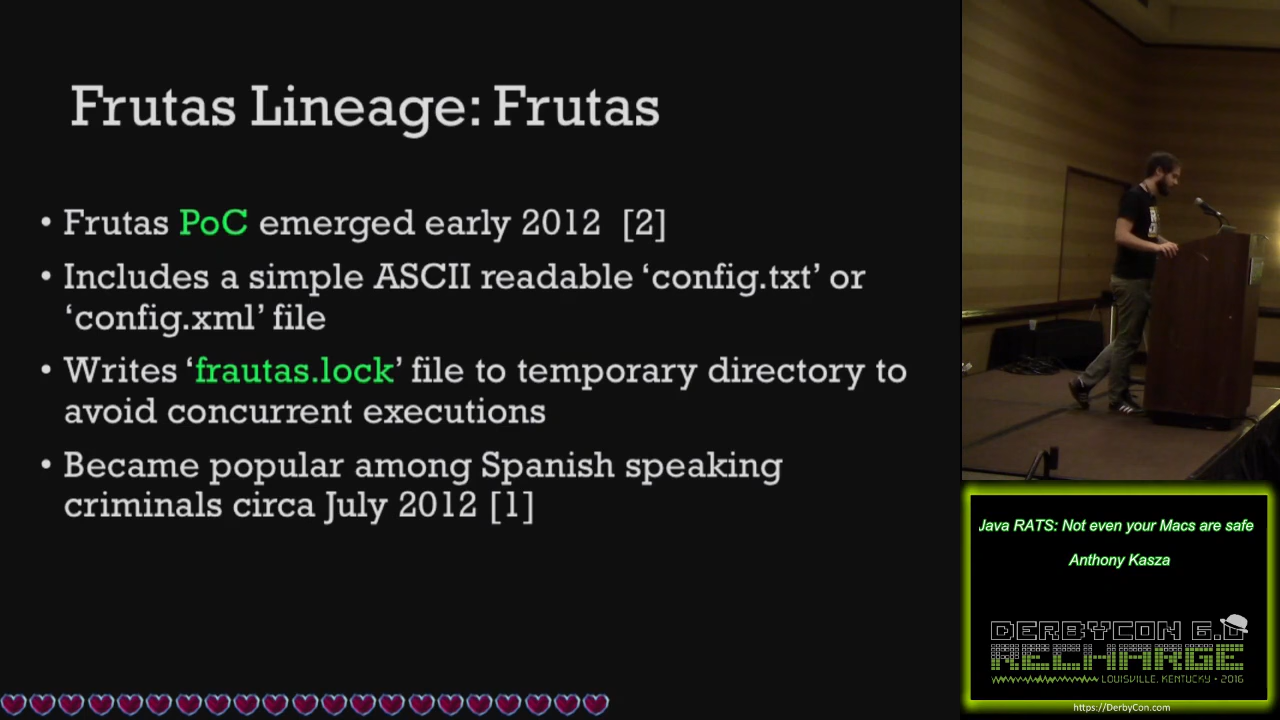 Frutas Lineage: Frutas
• Frutas PoC emerged early 2012 [2]
• Includes a simple ASCII readable ‘config.txt’ or
‘config.xml’ file
• Writes ‘frautas.lock’ file to temporary directory to
avoid concurrent executions
• Became popular among Spanish speaking
criminals circa July 2012 [1]
Java RATS: Not even your Macs are safe
Anthony Kasza
DERBYCON 6.0
RECHARGE
LOUISVILLE, KENTUCKY • 2016
https://DerbyCon.com